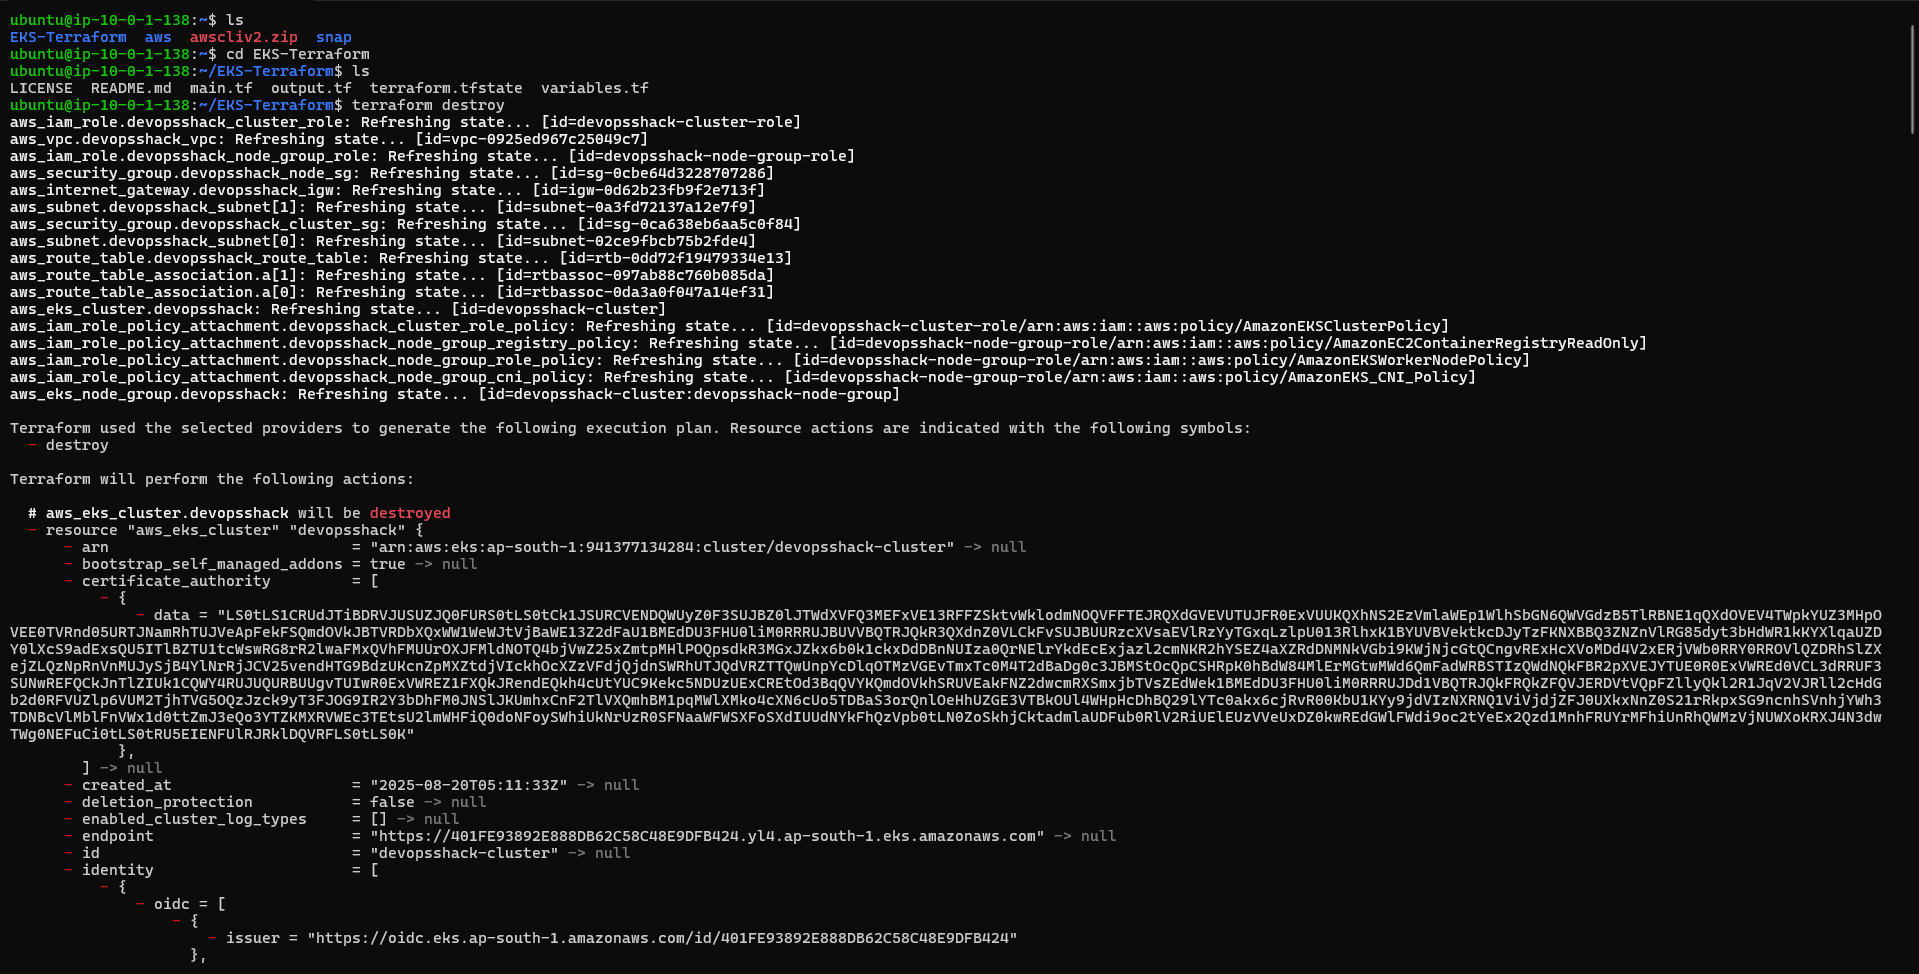 ubuntu@ip-10-0-1-138:~$ ls
EKS-Terraform  aws  awscliv2.zip  snap
ubuntu@ip-10-0-1-138:~$ cd EKS-Terraform
ubuntu@ip-10-0-1-138:~/EKS-Terraform$ ls
LICENSE  README.md  main.tf  output.tf  terraform.tfstate  variables.tf
ubuntu@ip-10-0-1-138:~/EKS-Terraform$ terraform destroy
aws_iam_role.devopsshack_cluster_role: Refreshing state... [id=devopsshack-cluster-role]
aws_vpc.devopsshack_vpc: Refreshing state... [id=vpc-0925ed967c25049c7]
aws_iam_role.devopsshack_node_group_role: Refreshing state... [id=devopsshack-node-group-role]
aws_security_group.devopsshack_node_sg: Refreshing state... [id=sg-0cbe64d3228707286]
aws_internet_gateway.devopsshack_igw: Refreshing state... [id=igw-0d62b23fb9f2e713f]
aws_subnet.devopsshack_subnet[1]: Refreshing state... [id=subnet-0a3fd72137a12e7f9]
aws_security_group.devopsshack_cluster_sg: Refreshing state... [id=sg-0ca638eb6aa5c0f84]
aws_subnet.devopsshack_subnet[0]: Refreshing state... [id=subnet-02ce9fbcb75b2fde4]
aws_route_table.devopsshack_route_table: Refreshing state... [id=rtb-0dd72f19479334e13]
aws_route_table_association.a[1]: Refreshing state... [id=rtbassoc-097ab88c760b085da]
aws_route_table_association.a[0]: Refreshing state... [id=rtbassoc-0da3a0f047a14ef31]
aws_eks_cluster.devopsshack: Refreshing state... [id=devopsshack-cluster]
aws_iam_role_policy_attachment.devopsshack_cluster_role_policy: Refreshing state... [id=devopsshack-cluster-role/arn:aws:iam::aws:policy/AmazonEKSClusterPolicy]
aws_iam_role_policy_attachment.devopsshack_node_group_registry_policy: Refreshing state... [id=devopsshack-node-group-role/arn:aws:iam::aws:policy/AmazonEC2ContainerRegistryReadOnly]
aws_iam_role_policy_attachment.devopsshack_node_group_role_policy: Refreshing state... [id=devopsshack-node-group-role/arn:aws:iam::aws:policy/AmazonEKSWorkerNodePolicy]
aws_iam_role_policy_attachment.devopsshack_node_group_cni_policy: Refreshing state... [id=devopsshack-node-group-role/arn:aws:iam::aws:policy/AmazonEKS_CNI_Policy]
aws_eks_node_group.devopsshack: Refreshing state... [id=devopsshack-cluster:devopsshack-node-group]
Terraform used the selected providers to generate the following execution plan. Resource actions are indicated with the following symbols:
- destroy
Terraform will perform the following actions:
# aws_eks_cluster.devopsshack will be destroyed
- resource "aws_eks_cluster" "devopsshack" {
- arn = "arn:aws:eks:ap-south-1:941377134284:cluster/devopsshack-cluster" -> null
- bootstrap_self_managed_addons = true -> null
- certificate_authority = [
- {
- data =
},
] -> null
- created_at = "2025-08-20T05:11:33Z" -> null
- deletion_protection = false -> null
- enabled_cluster_log_types = [] -> null
- endpoint = "https://401FE93892E888DB62C58C48E9DFB424.yl4.ap-south-1.eks.amazonaws.com" -> null
- id = "devopsshack-cluster" -> null
- identity = [
- {
- oidc = [
- {
- issuer = "https://oidc.eks.ap-south-1.amazonaws.com/id/401FE93892E888DB62C58C48E9DFB424"
},